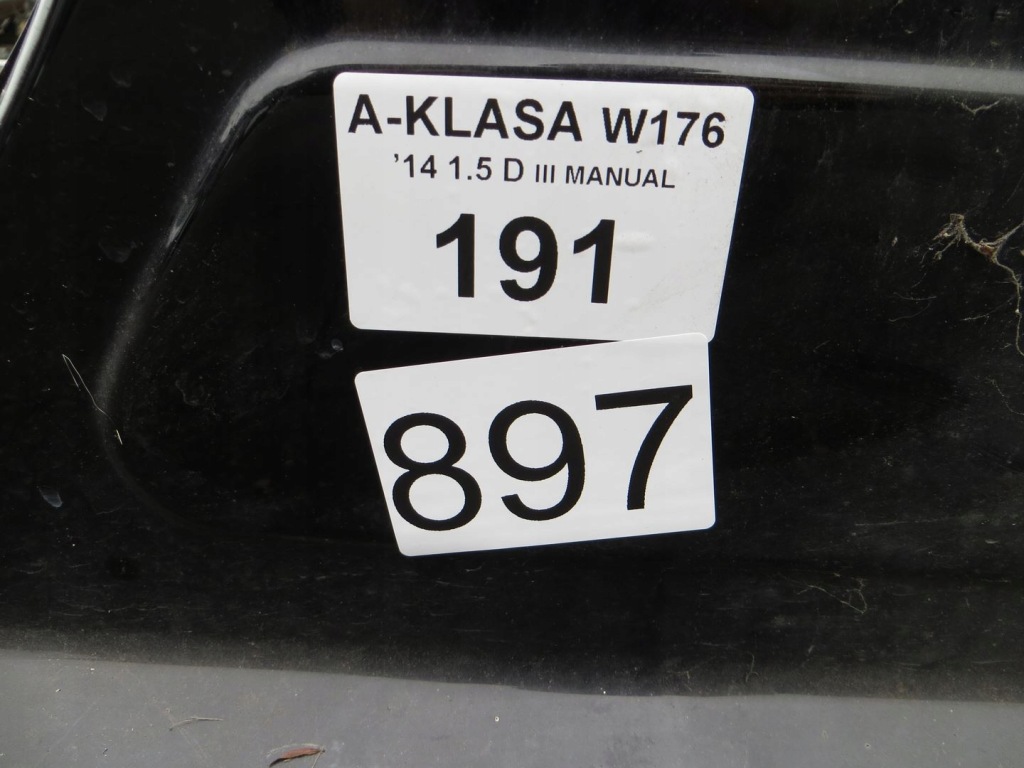 A-KLASA W176
'14 1.5 D III MANUAL
191
897